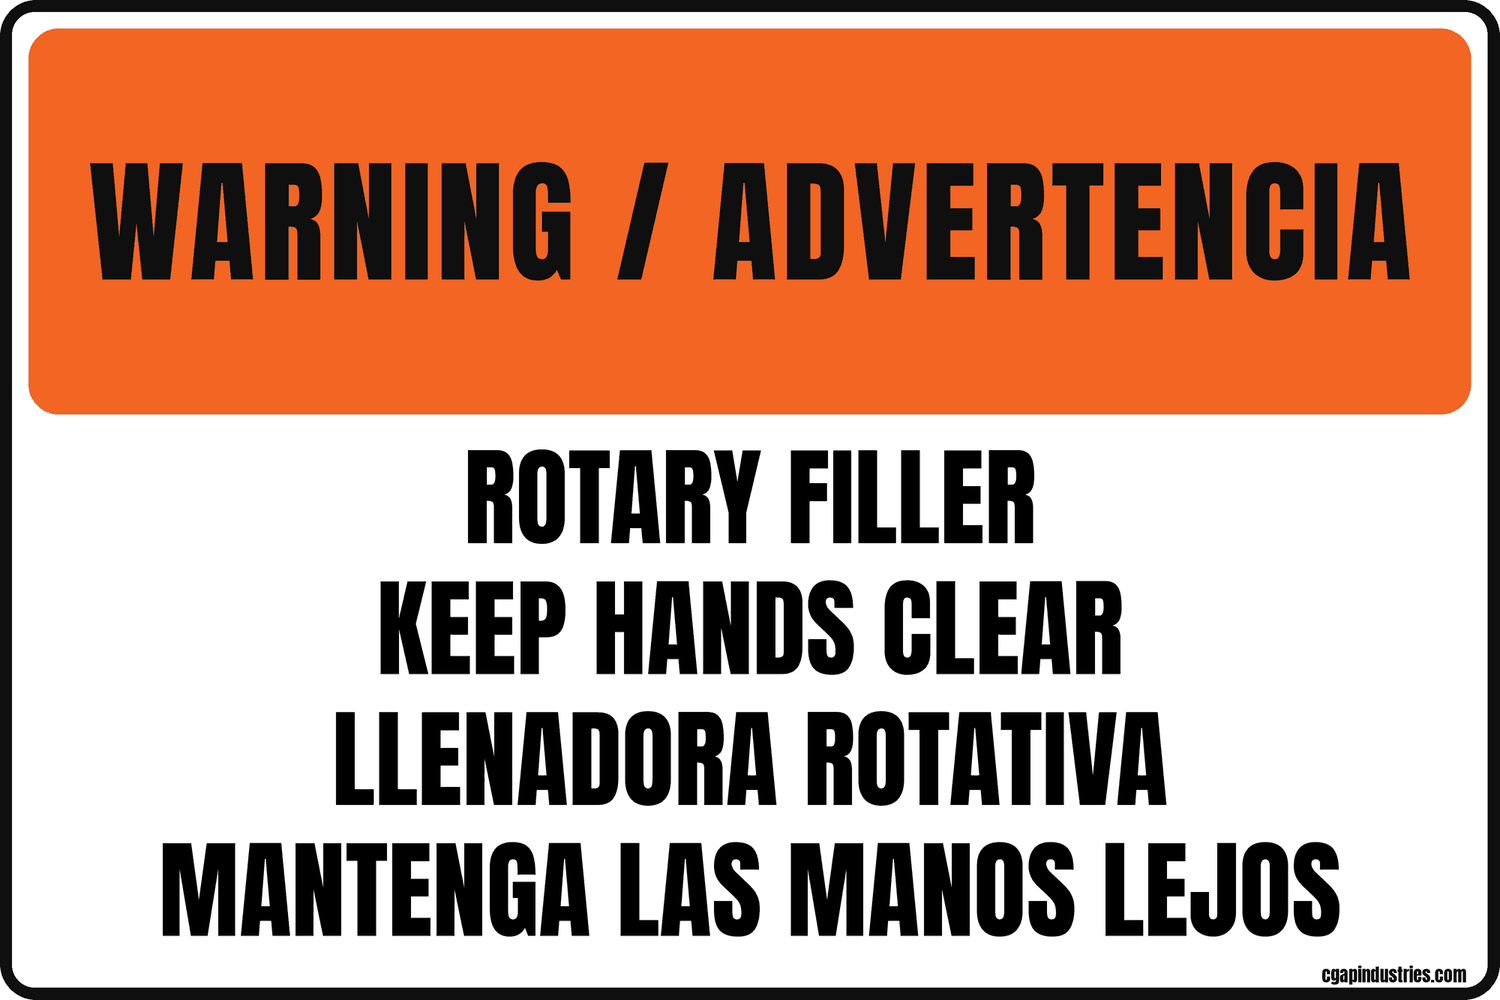 WARNING / ADVERTENCIA
ROTARY FILLER
KEEP HANDS CLEAR
LLENADORA ROTATIVA
MANTENGA LAS MANOS LEJOS
cgapindustries.com